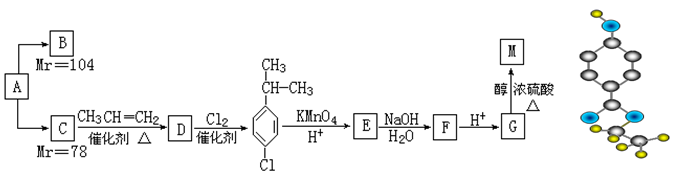 A
B
Mr=104
C
Mr=78
CH₃CH=CH₂
催化剂 △
D
Cl₂
催化剂
CH₃
CH-CH₃
Cl
KMnO₄
H⁺
E
NaOH
H₂O
F
H⁺
G
醇 浓硫酸
△
M